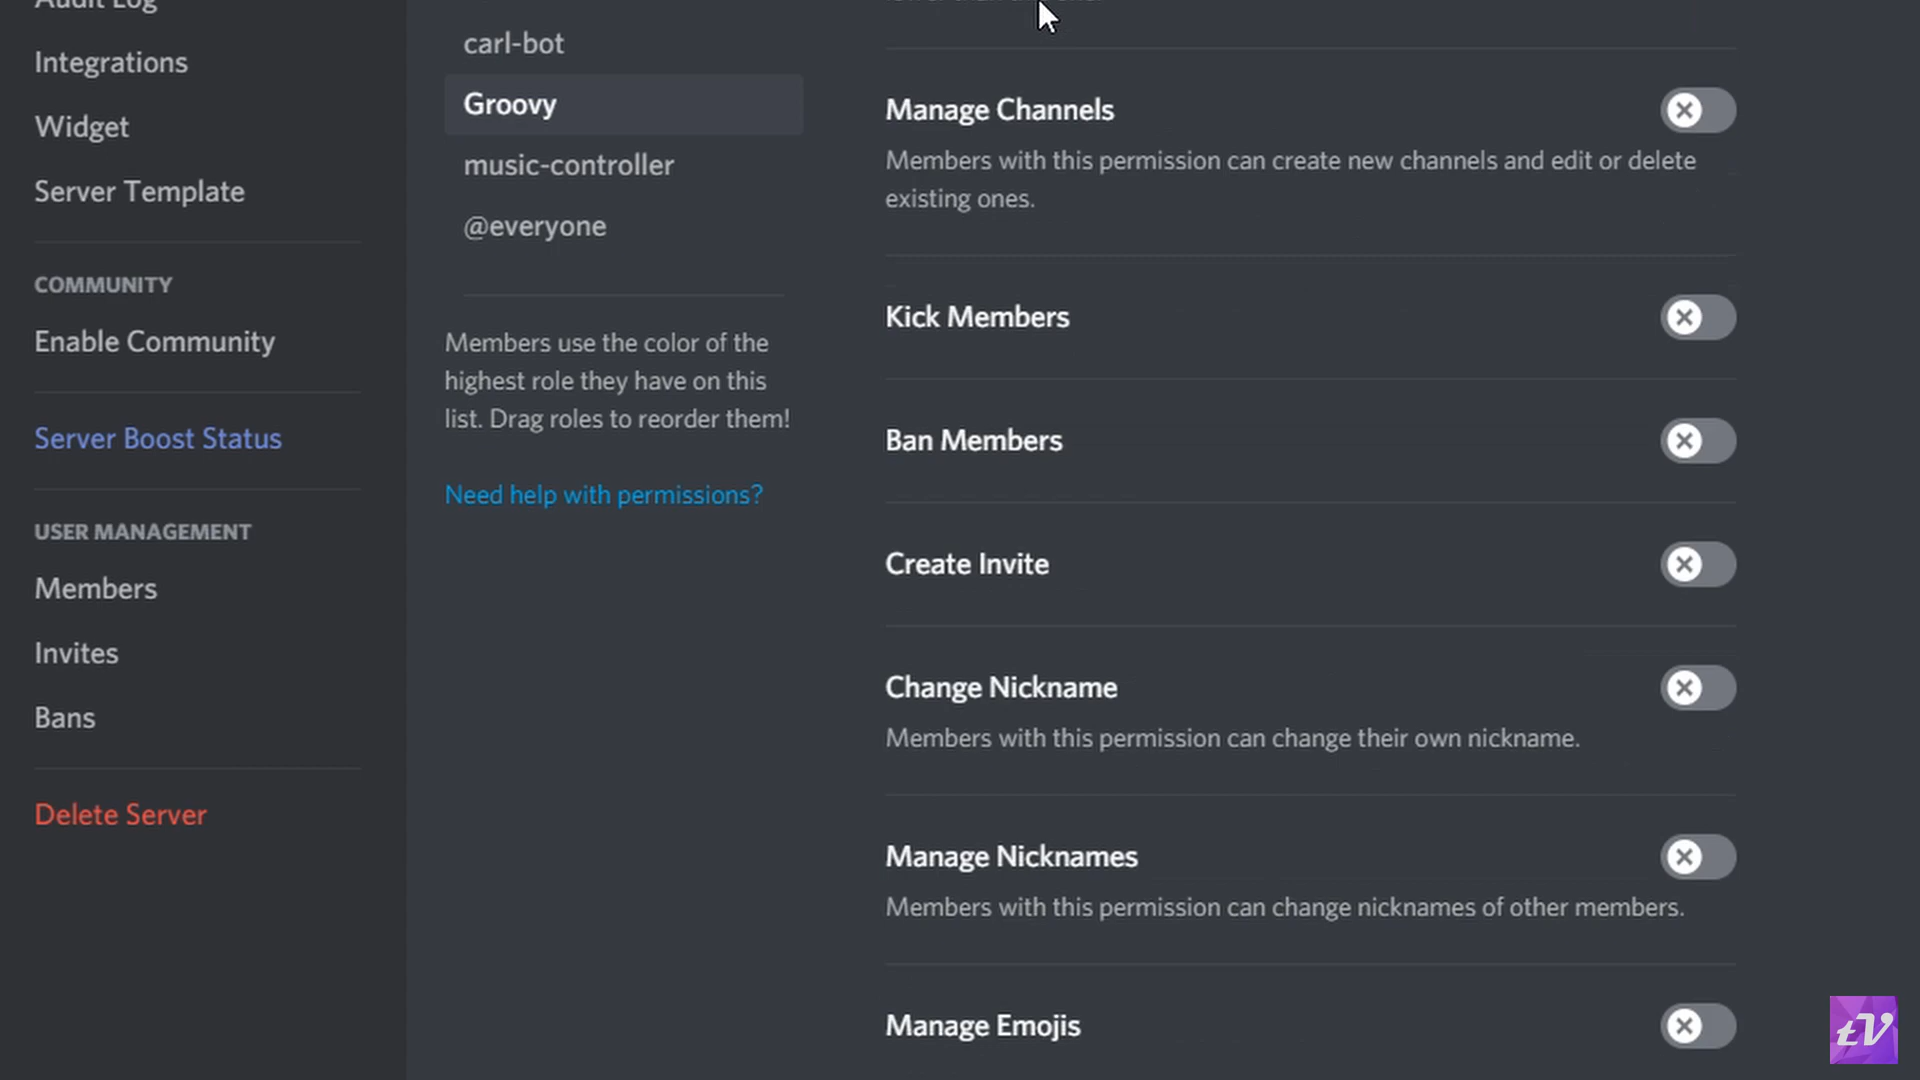 Audit Log
Integrations
Widget
Server Template
COMMUNITY
Enable Community
Server Boost Status
USER MANAGEMENT
Members
Invites
Bans
Delete Server
carl-bot
Groovy
music-controller
@everyone
Members use the color of the
highest role they have on this
list. Drag roles to reorder them!
Need help with permissions?
Manage Channels
Members with this permission can create new channels and edit or delete
existing ones.
Kick Members
Ban Members
Create Invite
Change Nickname
Members with this permission can change their own nickname.
Manage Nicknames
Members with this permission can change nicknames of other members.
Manage Emojis
tV